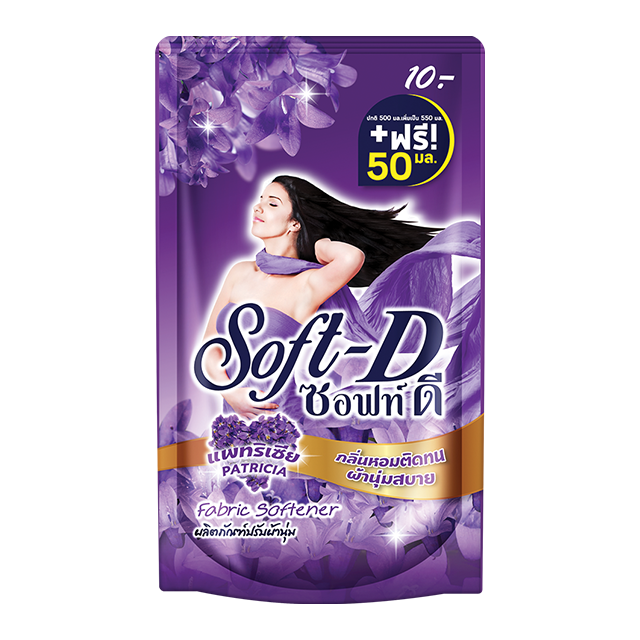 10.-
ปกติ 500 มล.เพิ่มเป็น 550 มล.
+ฟรี!
50 มล.
Soft-D
ซอฟท์ ดี
แพทริเซีย
PATRICIA
กลิ่นหอมติดทน
ผ้านุ่มสบาย
Fabric Softener
ผลิตภัณฑ์ปรับผ้านุ่ม